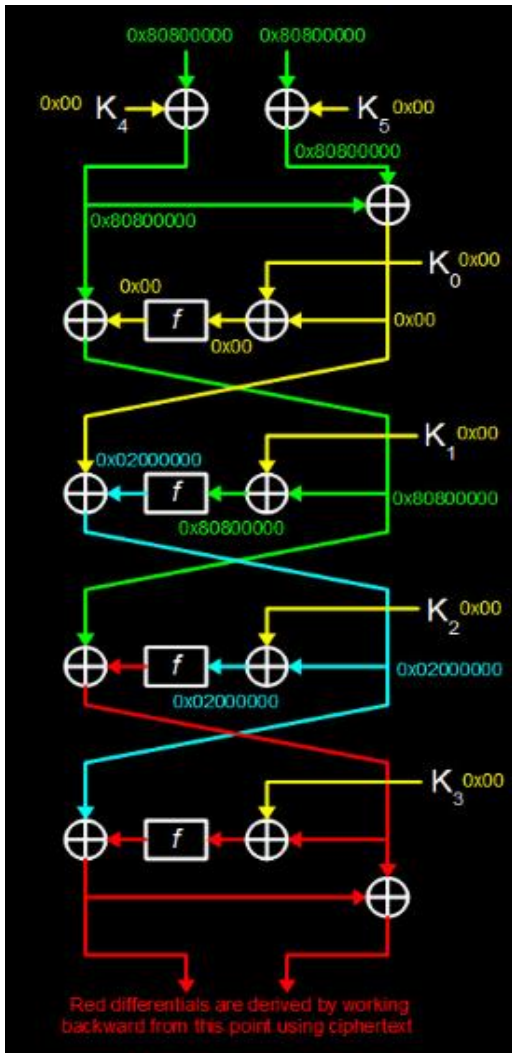 0x80800000 0x80800000
0x00 K4 K5 0x00
0x80800000
0x80800000
K0 0x00
0x00 f 0x00
0x00
K1 0x00
0x02000000
f 0x80800000
0x80800000
K2 0x00
f 0x02000000
0x02000000
K3 0x00
f
Red differentials are derived by working
backward from this point using ciphertext